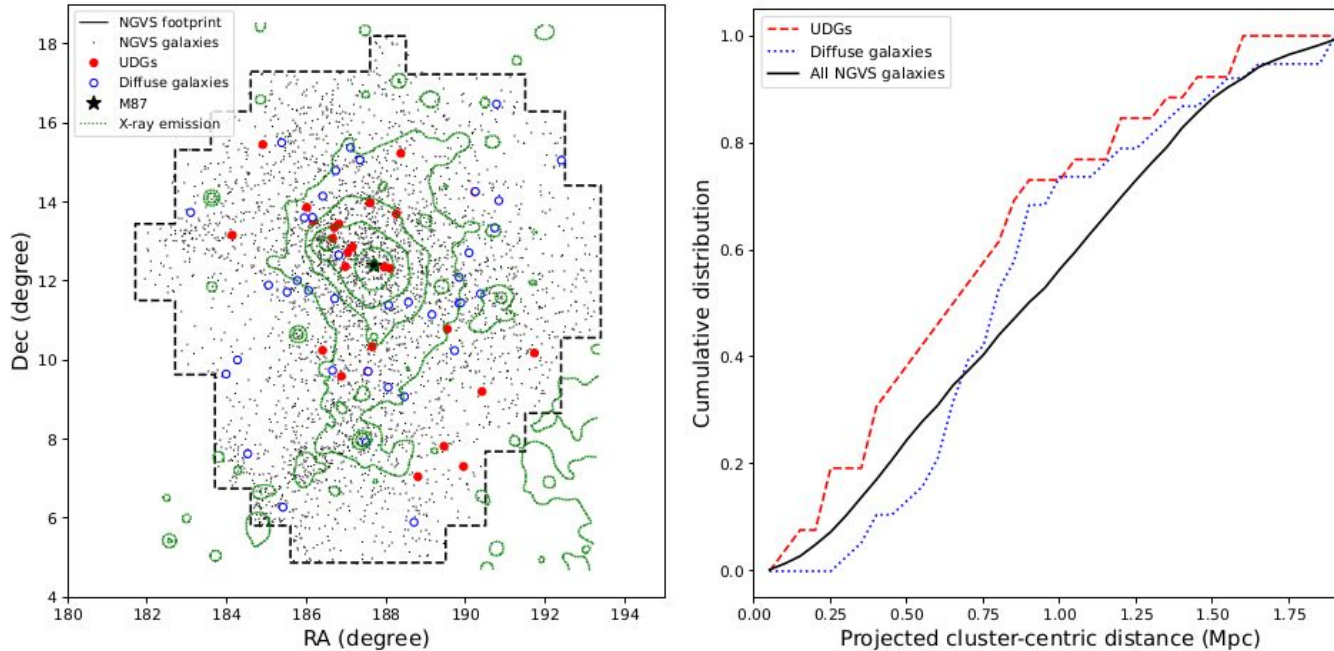 NGVS footprint
NGVS galaxies
UDGs
Diffuse galaxies
M87
X-ray emission
18
16
14
12
10
8
6
4
Dec (degree)
180
182
184
186
188
190
192
194
RA (degree)
UDGs
Diffuse galaxies
All NGVS galaxies
1.0
0.8
0.6
0.4
0.2
0.0
Cumulative distribution
0.00
0.25
0.50
0.75
1.00
1.25
1.50
1.75
Projected cluster-centric distance (Mpc)